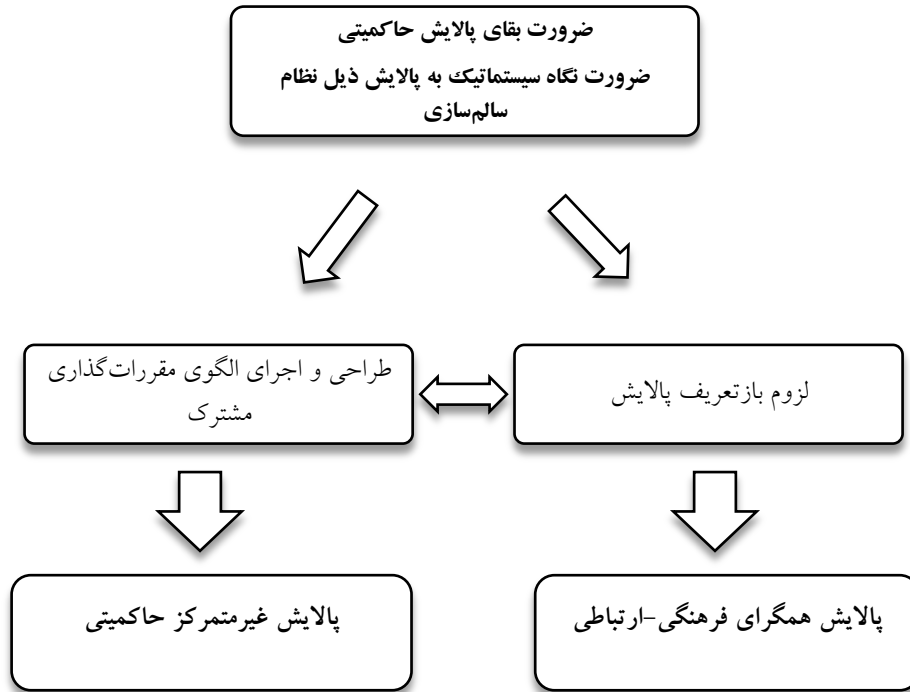 ضرورت بقای پالایش حاکمیتی
ضرورت نگاه سیستماتیک به پالایش ذیل نظام
سالم‌سازی
لزوم بازتعریف پالایش
طراحی و اجرای الگوی مقررات‌گذاری
مشترک
پالایش همگرای فرهنگی-ارتباطی
پالایش غیرمتمرکز حاکمیتی